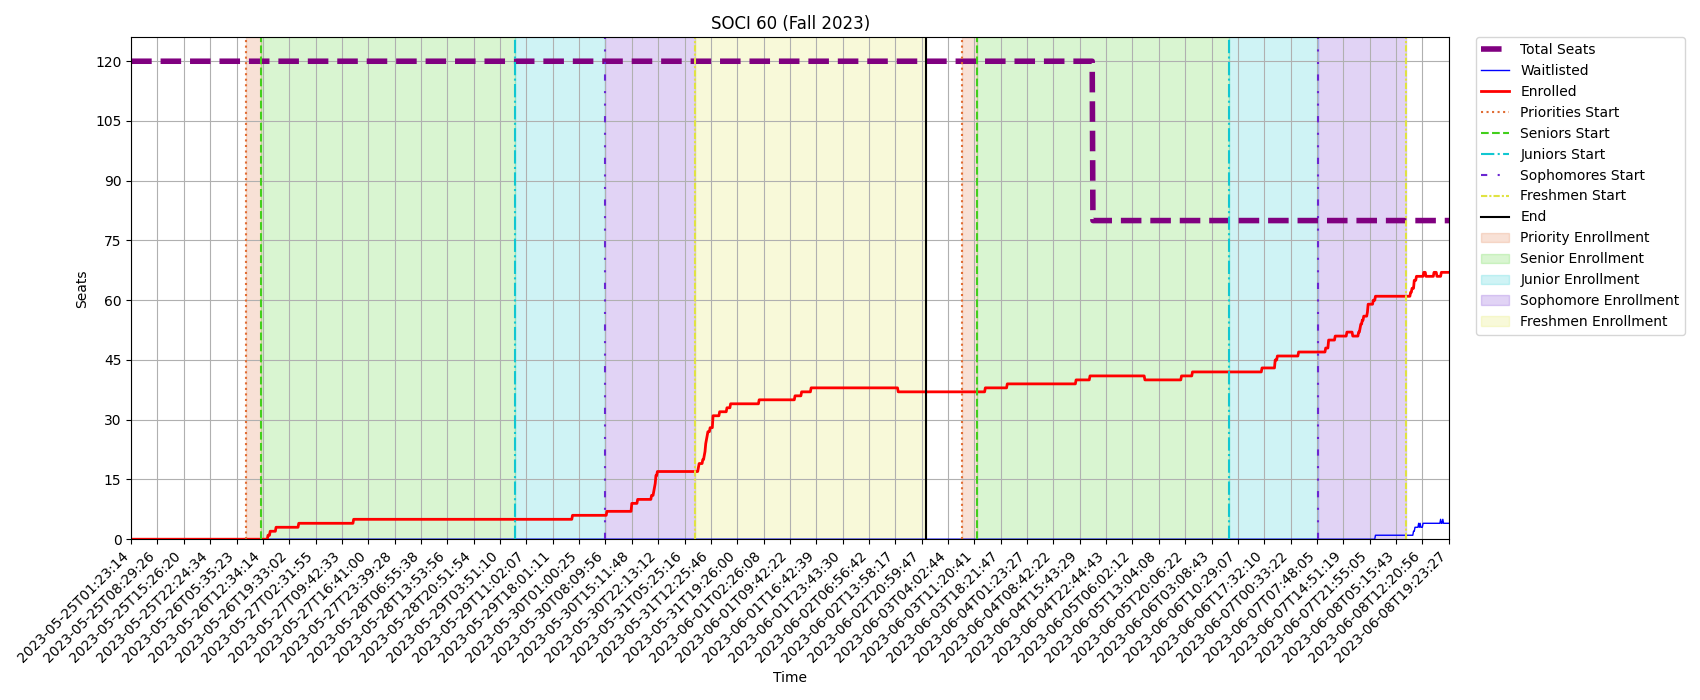 SOCI 60 (Fall 2023)
Seats
120
105
90
75
60
45
30
15
0
2023-05-25T01:23:14
2023-05-25T08:29:26
2023-05-25T15:26:20
2023-05-25T22:24:34
2023-05-26T05:35:23
2023-05-26T12:34:14
2023-05-26T19:33:02
2023-05-27T02:31:55
2023-05-27T09:42:33
2023-05-27T16:41:00
2023-05-27T23:39:28
2023-05-28T06:55:38
2023-05-28T13:53:56
2023-05-28T20:51:54
2023-05-29T03:51:10
2023-05-29T11:02:07
2023-05-29T18:01:11
2023-05-30T01:00:25
2023-05-30T08:09:56
2023-05-30T15:11:48
2023-05-30T22:13:12
2023-05-31T05:25:16
2023-05-31T12:25:46
2023-05-31T19:26:00
2023-06-01T02:26:08
2023-06-01T09:42:22
2023-06-01T16:42:39
2023-06-01T23:43:30
2023-06-02T06:56:42
2023-06-02T13:58:17
2023-06-02T20:59:47
2023-06-03T04:02:44
2023-06-03T11:20:41
2023-06-03T18:21:47
2023-06-04T01:23:27
2023-06-04T08:42:22
2023-06-04T15:43:29
2023-06-04T22:44:43
2023-06-05T06:02:12
2023-06-05T13:04:08
2023-06-05T20:06:22
2023-06-06T03:08:43
2023-06-06T10:29:07
2023-06-06T17:32:10
2023-06-07T00:33:22
2023-06-07T07:48:05
2023-06-07T14:51:19
2023-06-07T21:55:05
2023-06-08T05:15:43
2023-06-08T12:20:56
2023-06-08T19:23:27
Time
Total Seats
Waitlisted
Enrolled
Priorities Start
Seniors Start
Juniors Start
Sophomores Start
Freshmen Start
End
Priority Enrollment
Senior Enrollment
Junior Enrollment
Sophomore Enrollment
Freshmen Enrollment